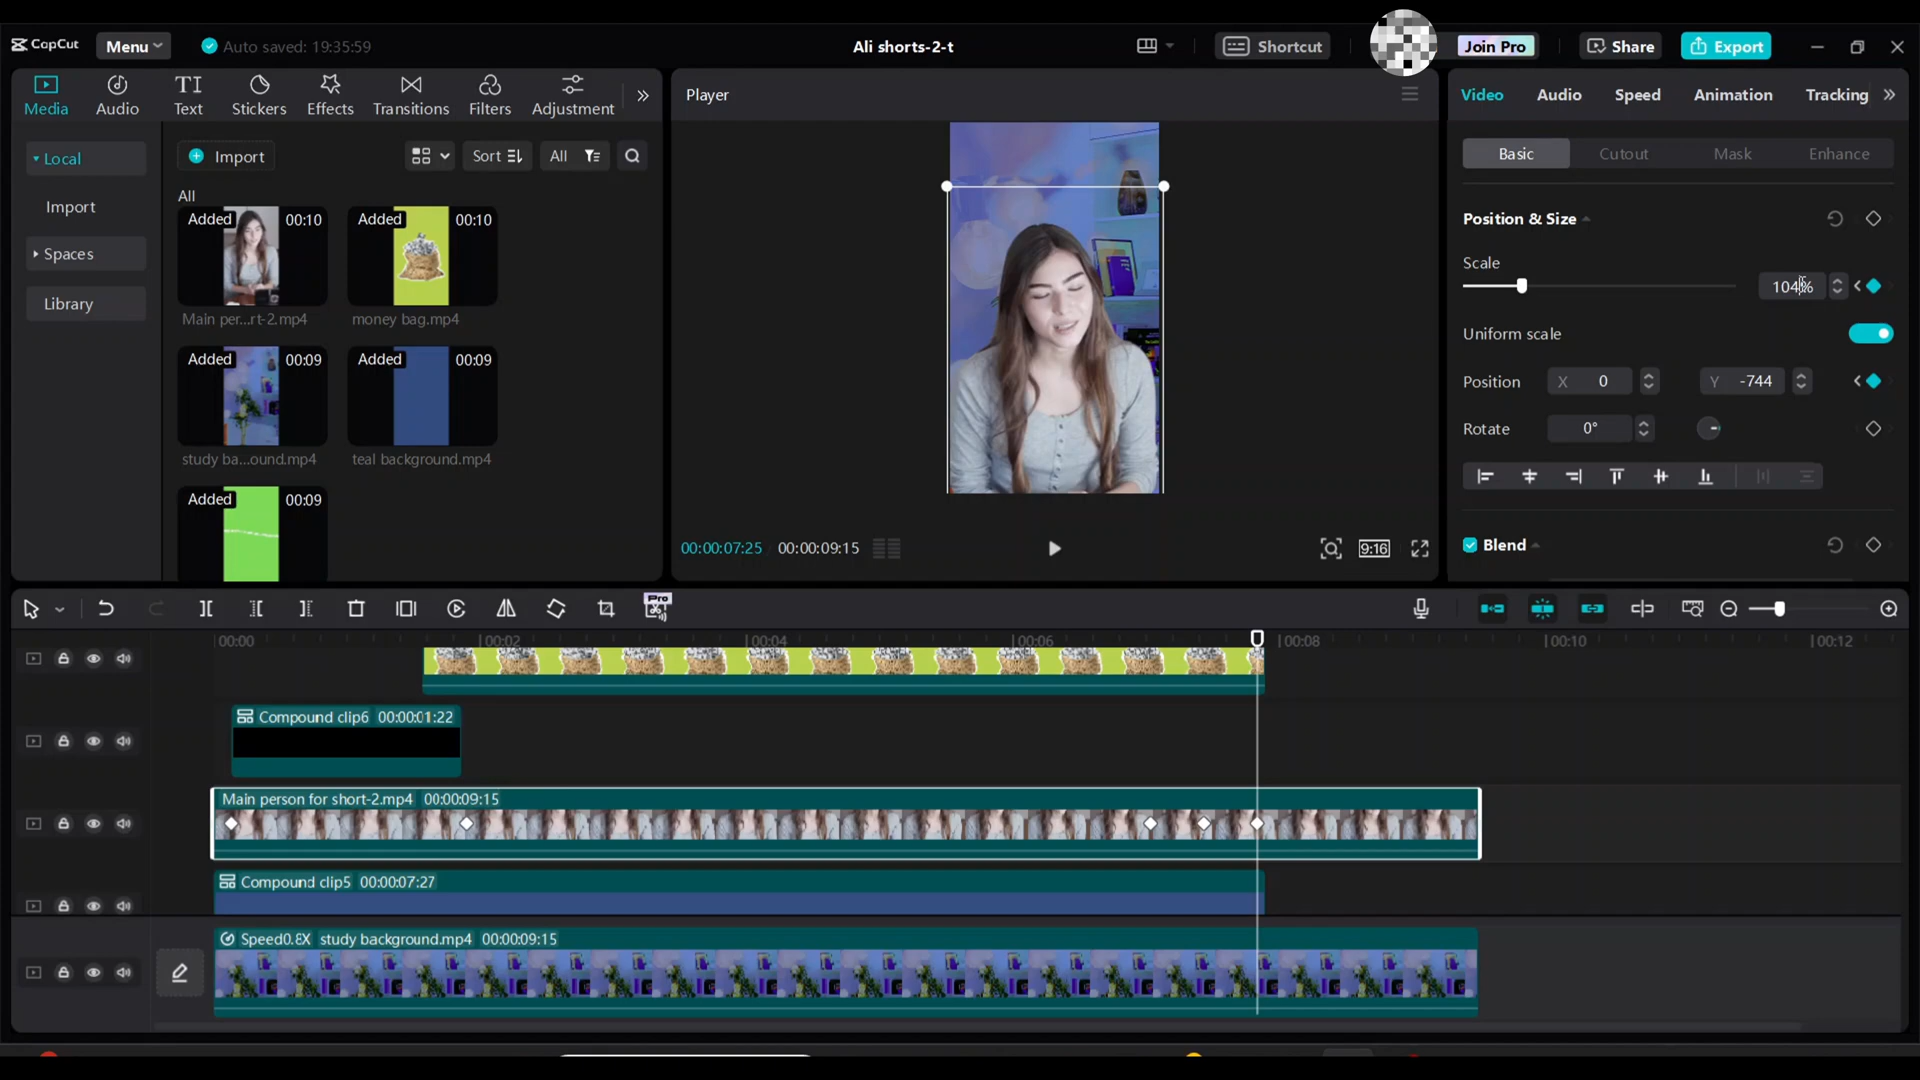 CapCut Menu Auto saved: 19:35:59 Ali shorts-2-t Shortcut Join Pro Share Export
Media Audio Text Stickers Effects Transitions Filters Adjustment
Local
Import
Spaces
Library
Import Sort All
All
Added 00:10
Main per...rt-2.mp4
Added 00:10
money bag.mp4
Added 00:09
study ba...ound.mp4
Added 00:09
teal background.mp4
Added 00:09
Player
00:00:07:25 / 00:00:09:15
9:16
Video Audio Speed Animation Tracking
Basic Cutout Mask Enhance
Position & Size
Scale
104%
Uniform scale
Position X 0 Y -744
Rotate 0°
Blend
Pro
00:00 00:02 00:04 00:06 00:08 00:10 00:12
Compound clip6 00:00:01:22
Main person for short-2.mp4 00:00:09:15
Compound clip5 00:00:07:27
Speed0.8X study background.mp4 00:00:09:15